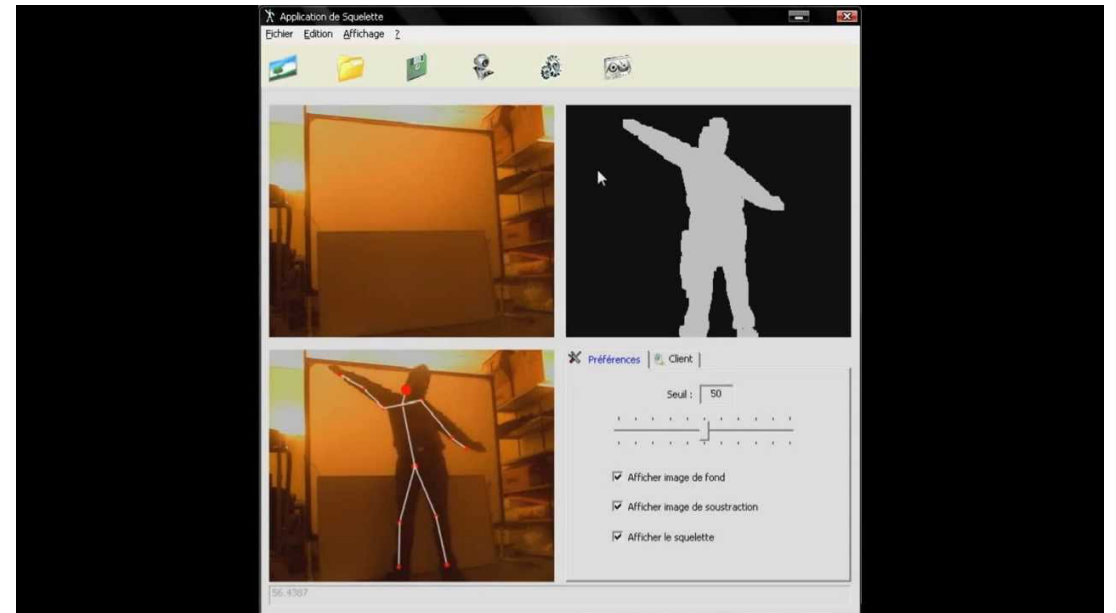 Application de Squelette
Fichier Edition Affichage ?
Préférences Client
Seuil : 50
Afficher image de fond
Afficher image de soustraction
Afficher le squelette
56.4387